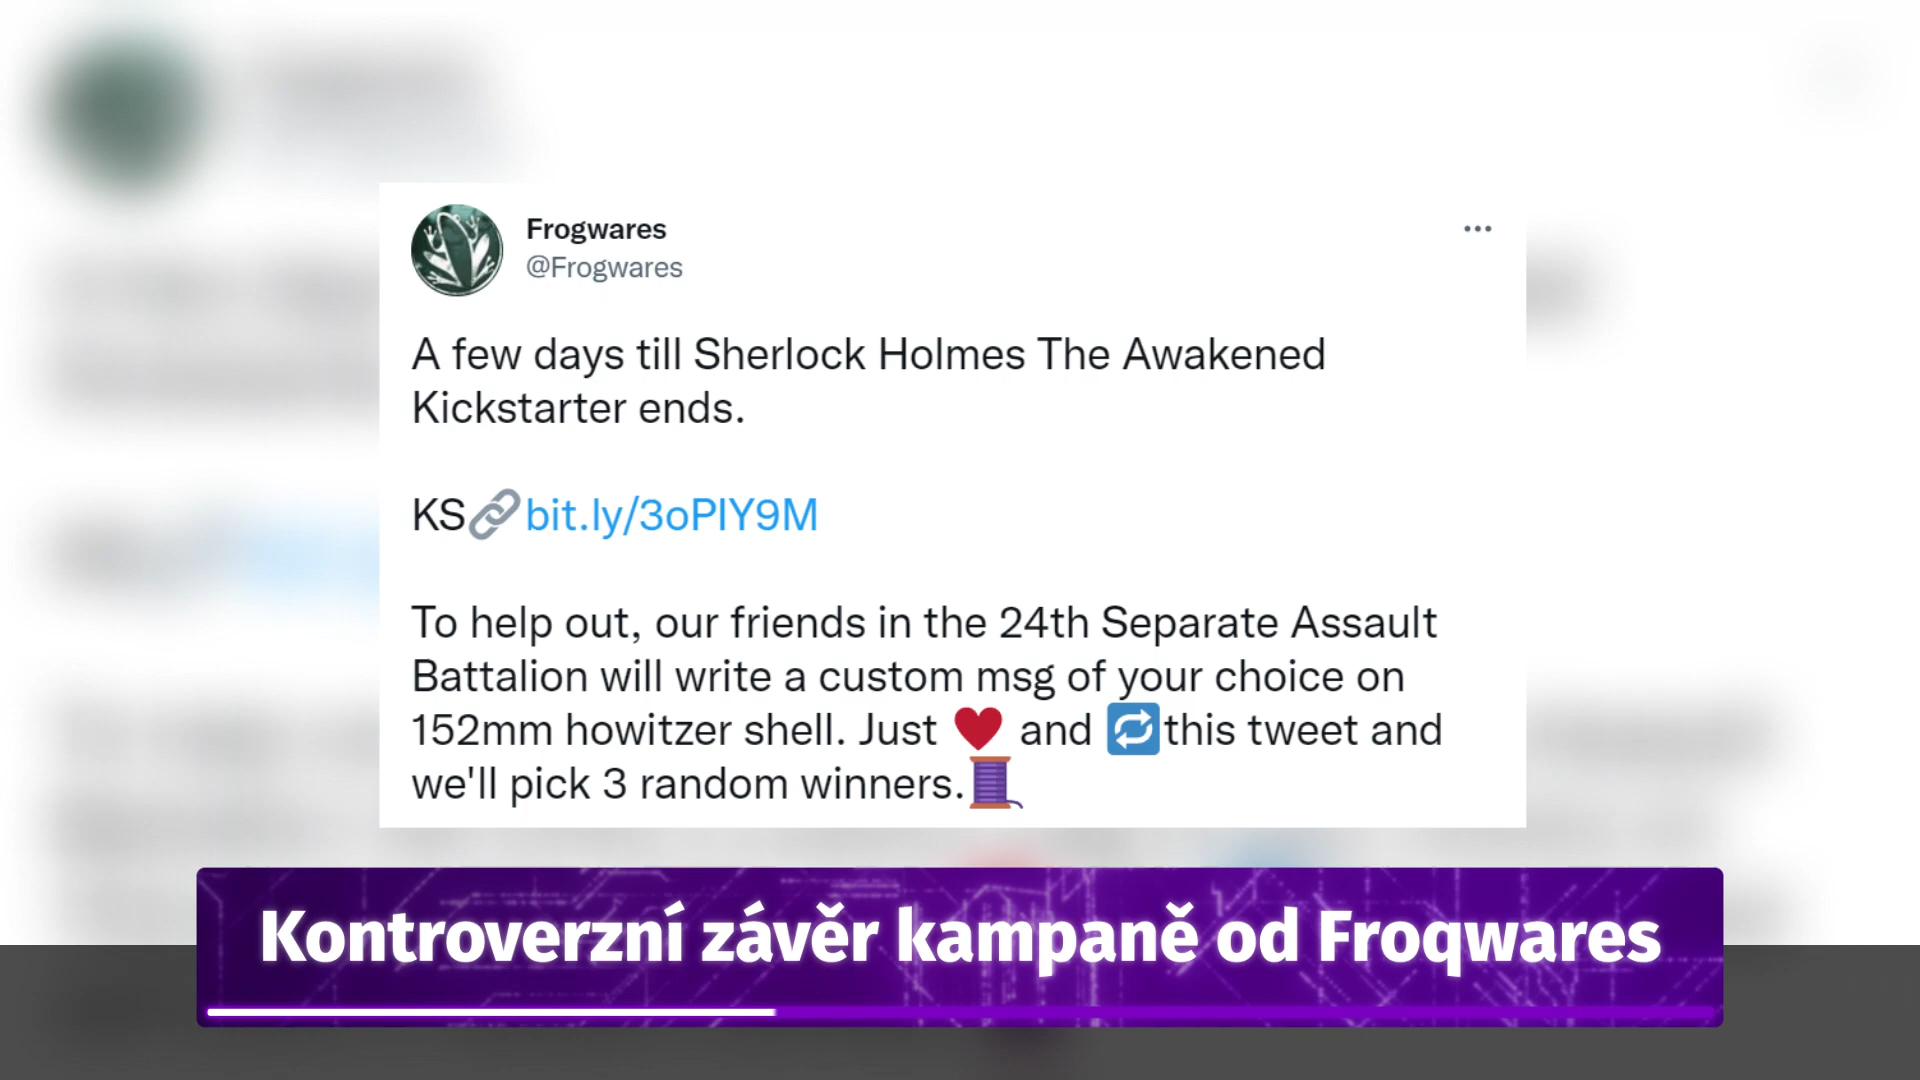 Frogwares
@Frogwares
A few days till Sherlock Holmes The Awakened
Kickstarter ends.
KS🔗bit.ly/3oPIY9M
To help out, our friends in the 24th Separate Assault
Battalion will write a custom msg of your choice on
152mm howitzer shell. Just ❤️ and 🔁this tweet and
we'll pick 3 random winners.🧵
Kontroverzní závěr kampaně od Froqwares